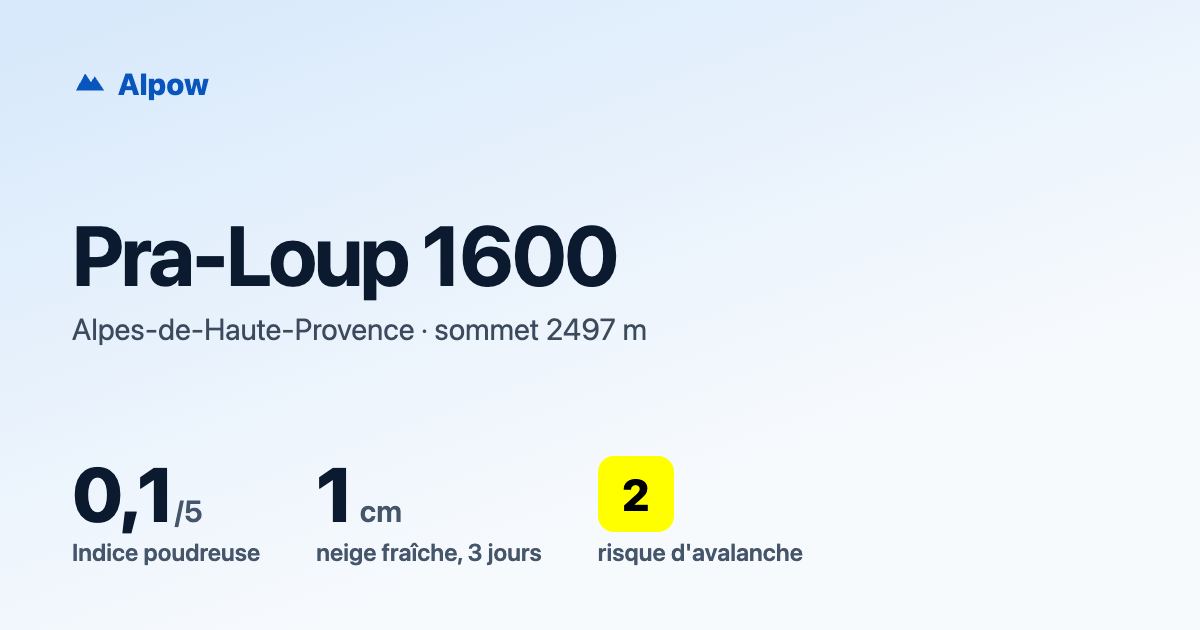 Alpow
Pra-Loup 1600
Alpes-de-Haute-Provence · sommet 2497 m
0,1/5 1 cm 2
Indice poudreuse neige fraîche, 3 jours risque d'avalanche